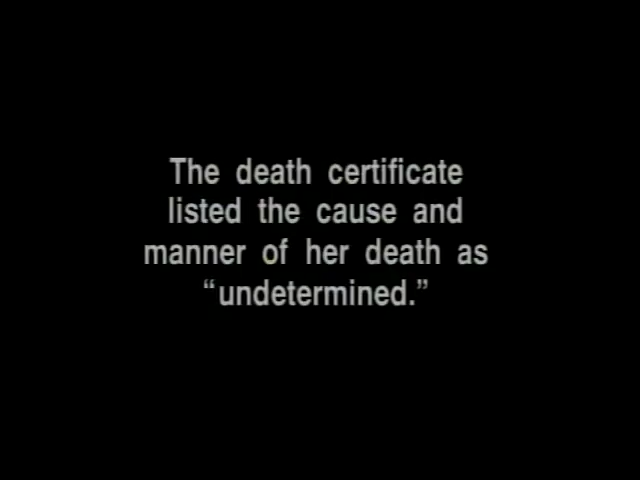 The death certificate
listed the cause and
manner of her death as
“undetermined.”